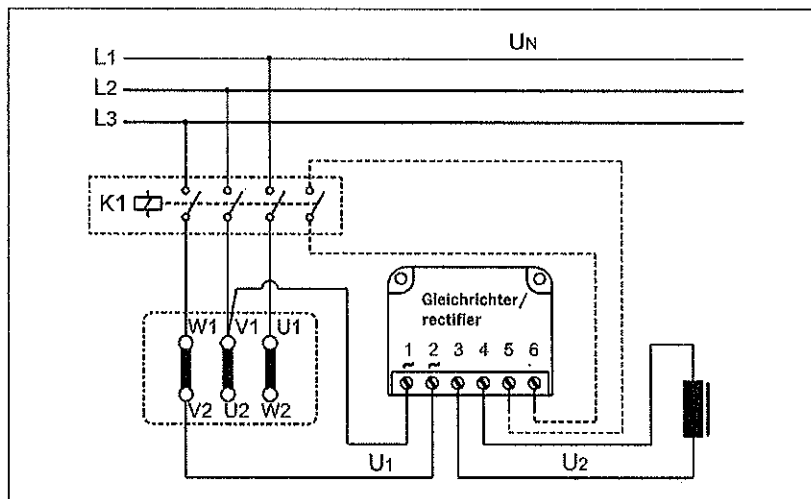 UN
L1
L2
L3
K1
Gleichrichter/
rectifier
W1 V1 U1
1 2 3 4 5 6
~ ~
V2 U2 W2
U1 U2